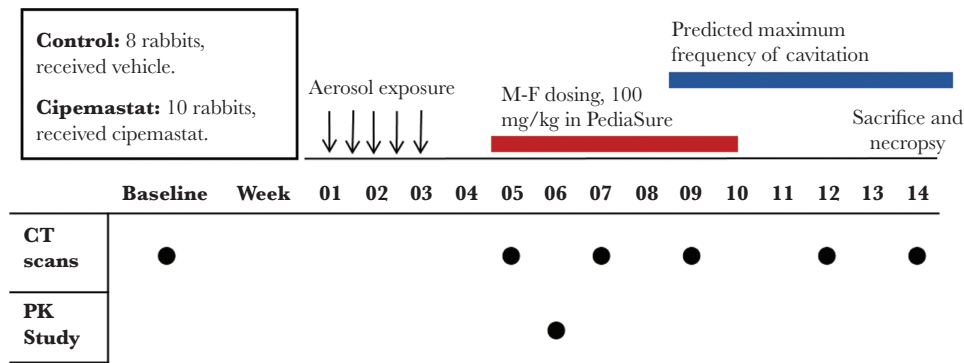 Control: 8 rabbits,
received vehicle.
Cipemastat: 10 rabbits,
received cipemastat.
Aerosol exposure
M-F dosing, 100
mg/kg in PediaSure
Predicted maximum
frequency of cavitation
Sacrifice and
necropsy
Baseline Week 01 02 03 04 05 06 07 08 09 10 11 12 13 14
CT
scans
PK
Study